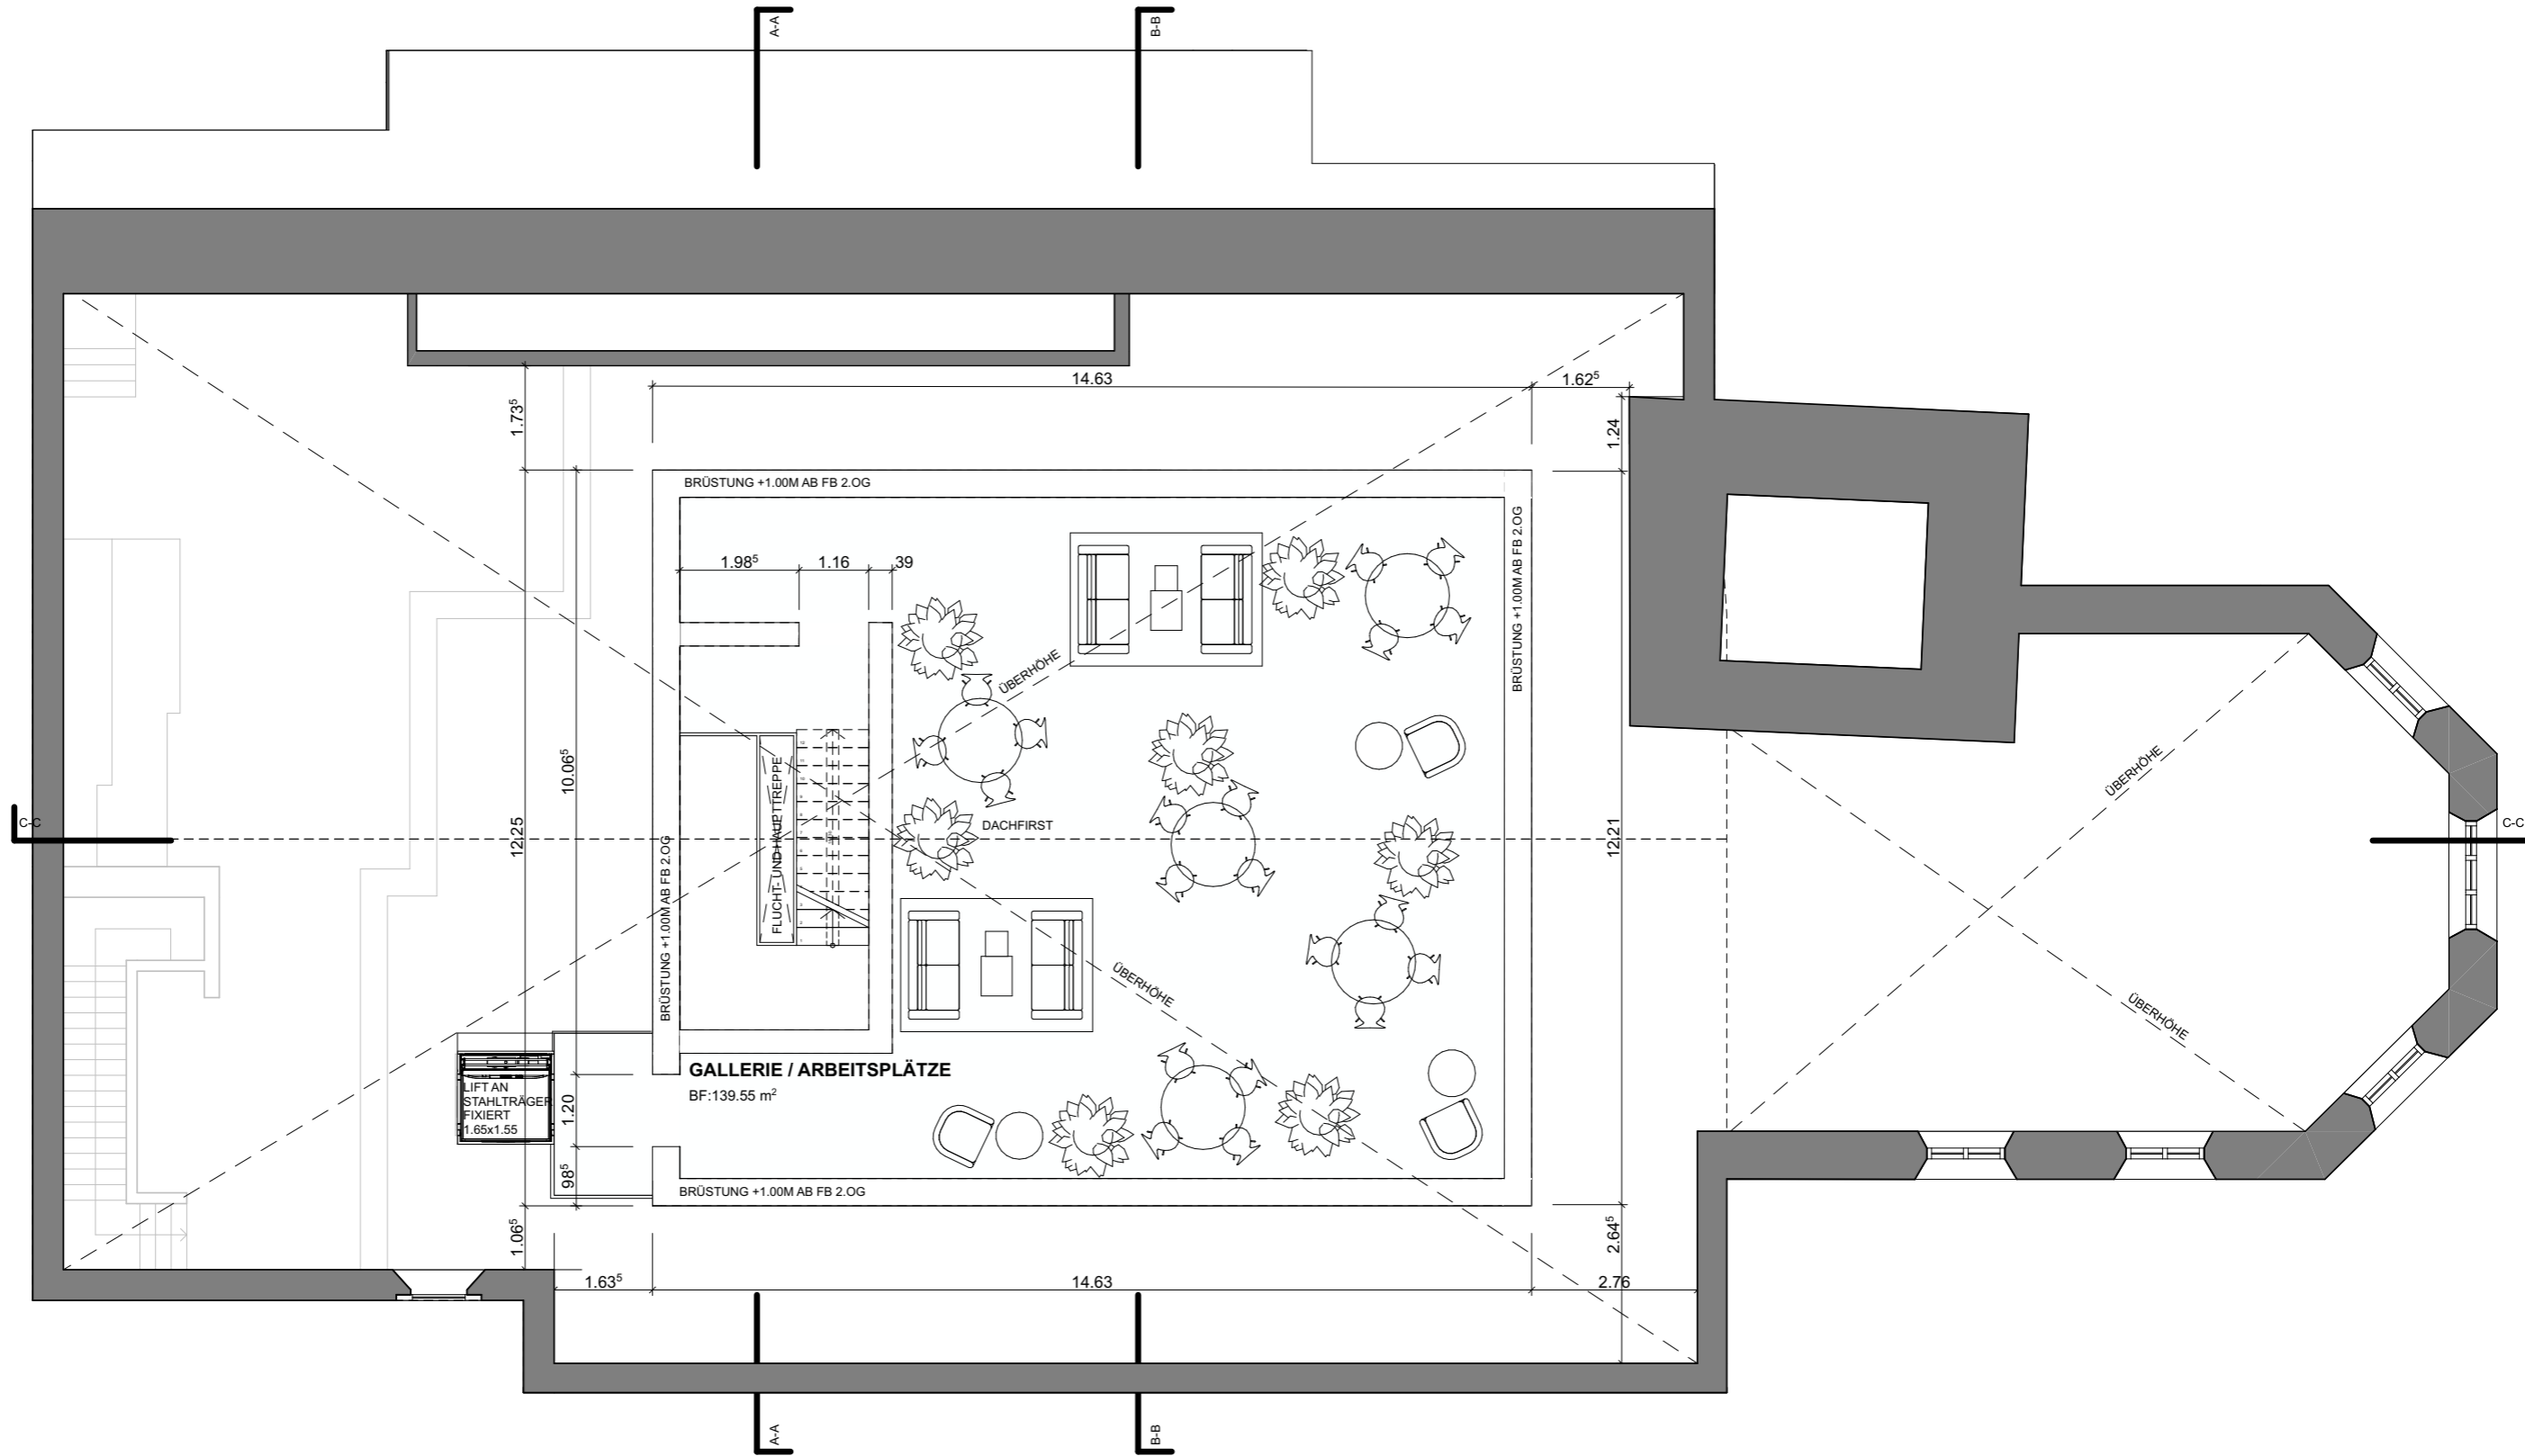 A-A
B-B
14.63
1.62⁵
1.73⁵
1.24
BRÜSTUNG +1.00M AB FB 2.OG
BRÜSTUNG +1.00M AB FB 2.OG
1.98⁵
1.16
39
ÜBERHÖHE
10.06⁵
12.25
FLUCHT- UND HAUPTTREPPE
DACHFIRST
12.21
ÜBERHÖHE
C-C
C-C
BRÜSTUNG +1.00M AB FB 2.OG
ÜBERHÖHE
ÜBERHÖHE
GALLERIE / ARBEITSPLÄTZE
BF:139.55 m²
LIFT AN
STAHLTRÄGER
FIXIERT
1.65x1.55
1.20
98⁵
BRÜSTUNG +1.00M AB FB 2.OG
1.06⁵
2.64⁵
1.63⁵
14.63
2.76
A-A
B-B